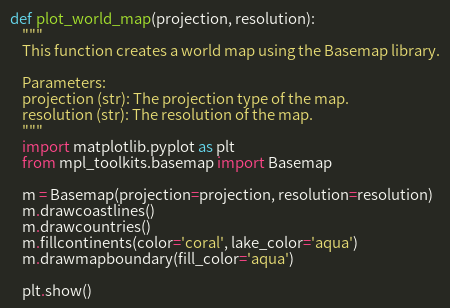 def plot_world_map(projection, resolution):
    """
    This function creates a world map using the Basemap library.

    Parameters:
    projection (str): The projection type of the map.
    resolution (str): The resolution of the map.
    """
    import matplotlib.pyplot as plt
    from mpl_toolkits.basemap import Basemap

    m = Basemap(projection=projection, resolution=resolution)
    m.drawcoastlines()
    m.drawcountries()
    m.fillcontinents(color='coral', lake_color='aqua')
    m.drawmapboundary(fill_color='aqua')

    plt.show()